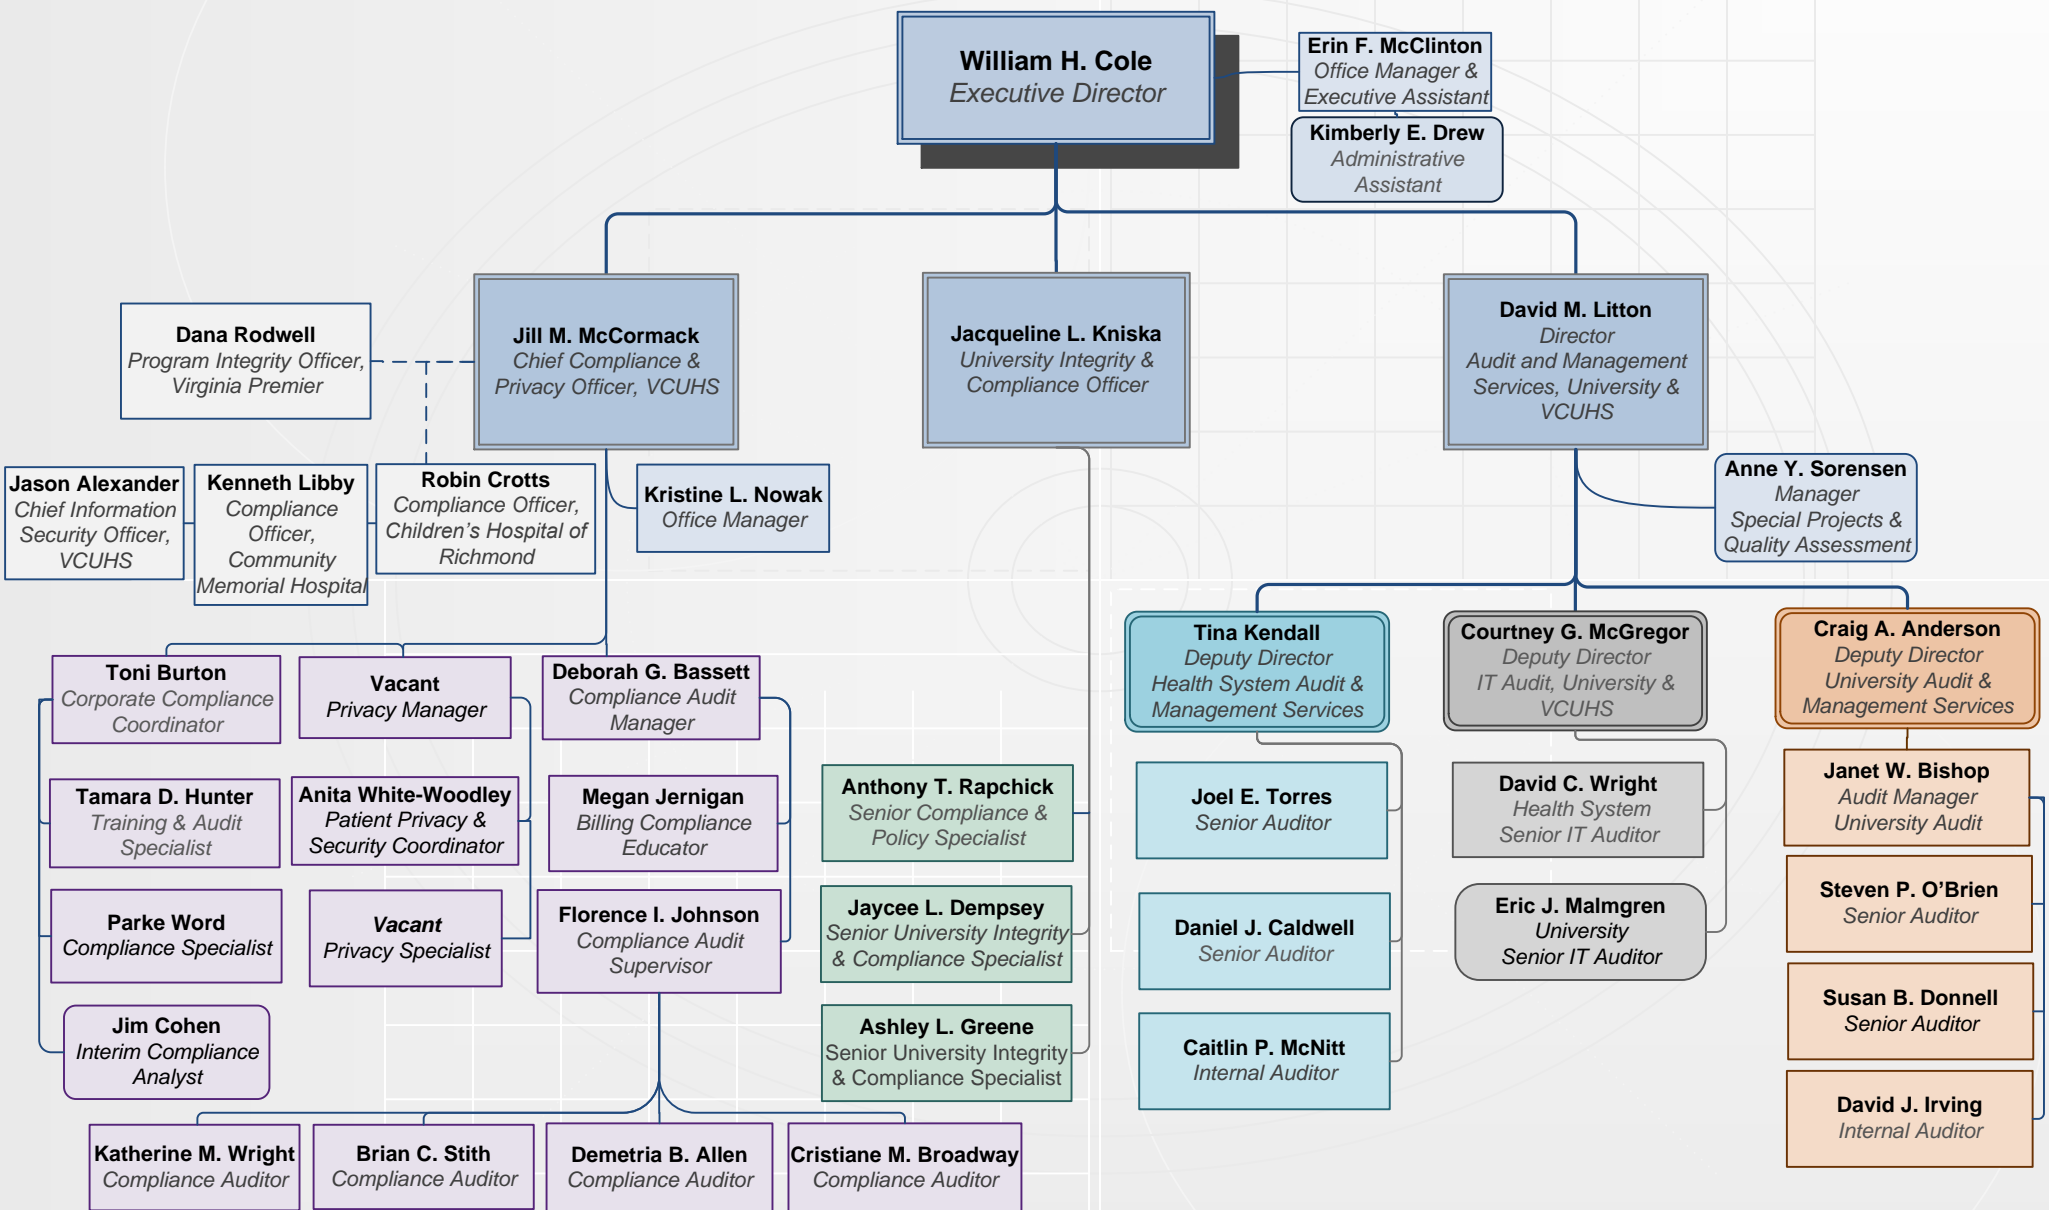 William H. Cole
Executive Director
Erin F. McClinton
Office Manager &
Executive Assistant
Kimberly E. Drew
Administrative
Assistant
Dana Rodwell
Program Integrity Officer,
Virginia Premier
Jill M. McCormack
Chief Compliance &
Privacy Officer, VCUHS
Jacqueline L. Kniska
University Integrity &
Compliance Officer
David M. Litton
Director
Audit and Management
Services, University &
VCUHS
Jason Alexander
Chief Information
Security Officer,
VCUHS
Kenneth Libby
Compliance
Officer,
Community
Memorial Hospital
Robin Crotts
Compliance Officer,
Children’s Hospital of
Richmond
Kristine L. Nowak
Office Manager
Anne Y. Sorensen
Manager
Special Projects &
Quality Assessment
Toni Burton
Corporate Compliance
Coordinator
Vacant
Privacy Manager
Deborah G. Bassett
Compliance Audit
Manager
Tina Kendall
Deputy Director
Health System Audit &
Management Services
Courtney G. McGregor
Deputy Director
IT Audit, University &
VCUHS
Craig A. Anderson
Deputy Director
University Audit &
Management Services
Tamara D. Hunter
Training & Audit
Specialist
Anita White-Woodley
Patient Privacy &
Security Coordinator
Megan Jernigan
Billing Compliance
Educator
Anthony T. Rapchick
Senior Compliance &
Policy Specialist
Joel E. Torres
Senior Auditor
David C. Wright
Health System
Senior IT Auditor
Janet W. Bishop
Audit Manager
University Audit
Parke Word
Compliance Specialist
Vacant
Privacy Specialist
Florence I. Johnson
Compliance Audit
Supervisor
Jaycee L. Dempsey
Senior University Integrity
& Compliance Specialist
Daniel J. Caldwell
Senior Auditor
Eric J. Malmgren
University
Senior IT Auditor
Steven P. O’Brien
Senior Auditor
Jim Cohen
Interim Compliance
Analyst
Ashley L. Greene
Senior University Integrity
& Compliance Specialist
Caitlin P. McNitt
Internal Auditor
Susan B. Donnell
Senior Auditor
David J. Irving
Internal Auditor
Katherine M. Wright
Compliance Auditor
Brian C. Stith
Compliance Auditor
Demetria B. Allen
Compliance Auditor
Cristiane M. Broadway
Compliance Auditor